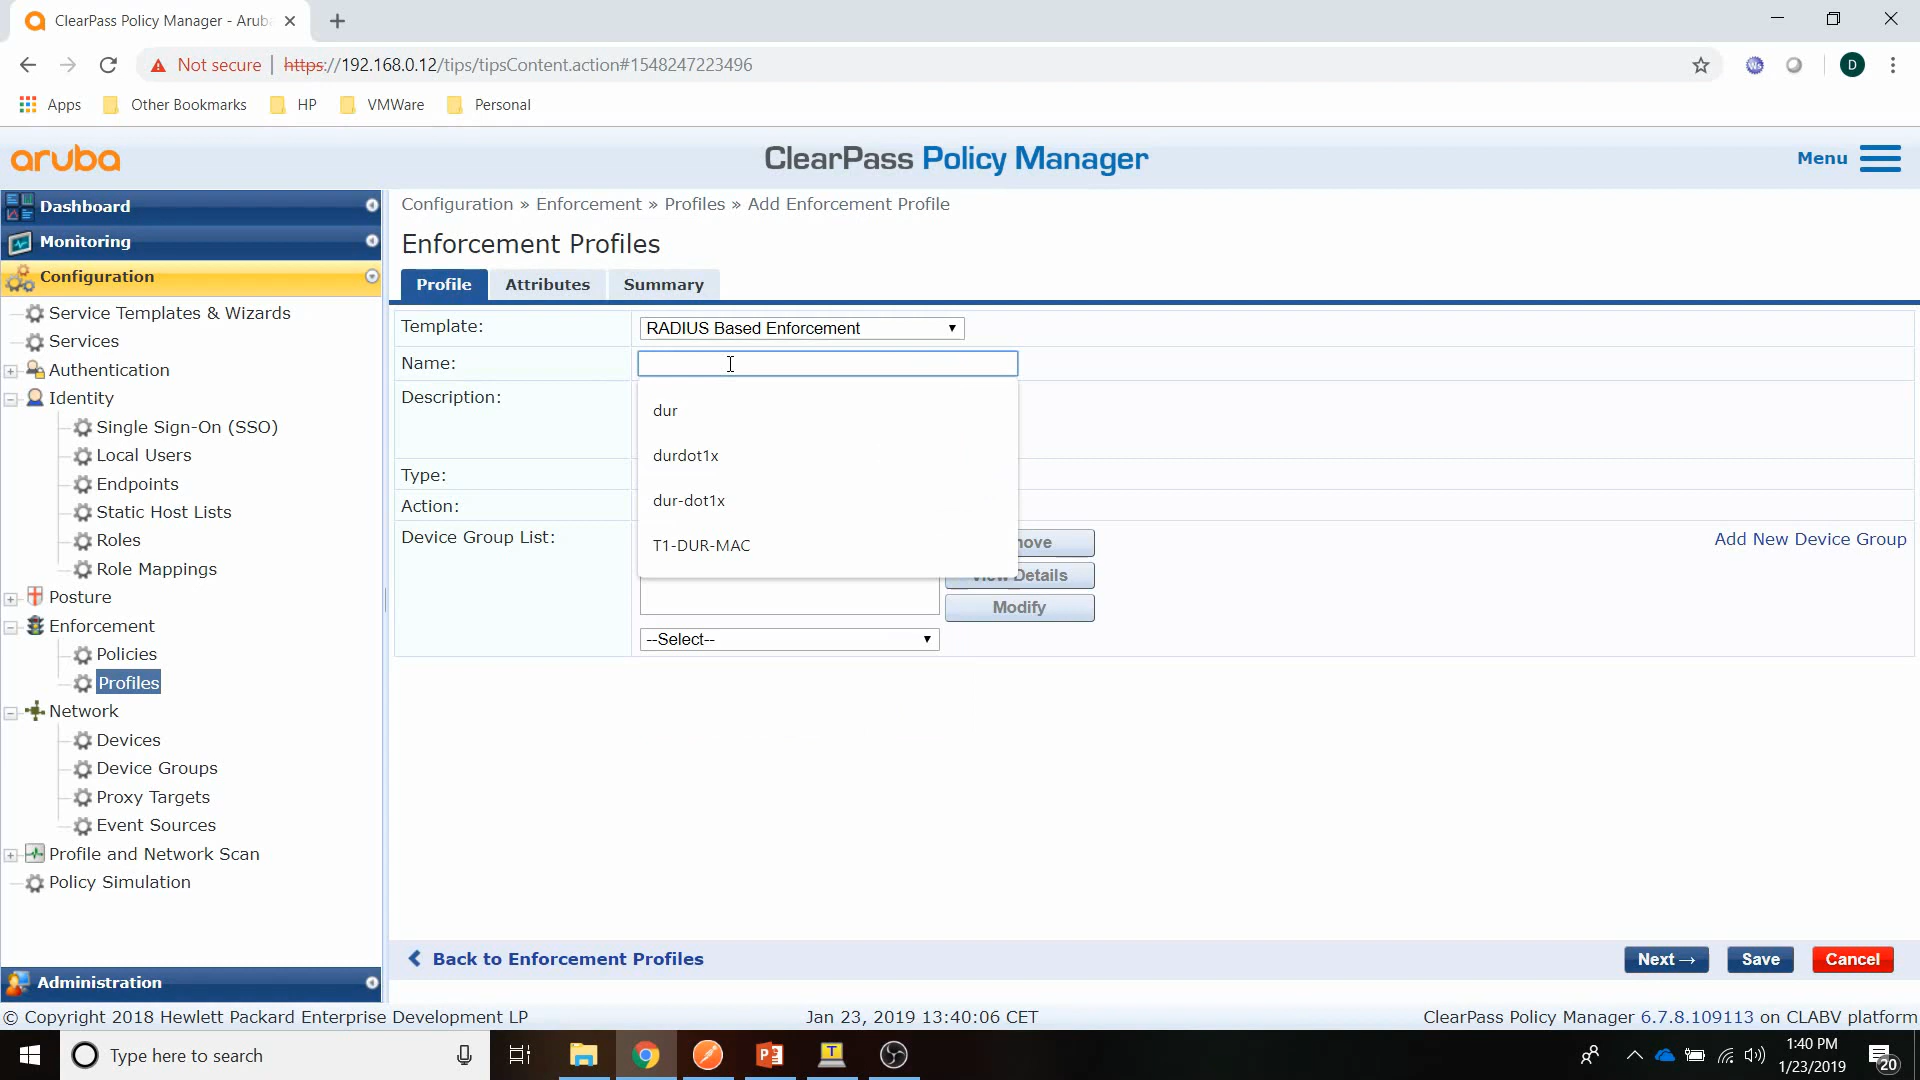 ClearPass Policy Manager - Aruba
Not secure | https://192.168.0.12/tips/tipsContent.action#1548247223496
Ws
D
Apps
Other Bookmarks
HP
VMWare
Personal
aruba
ClearPass Policy Manager
Menu
Dashboard
Monitoring
Configuration
Service Templates & Wizards
Services
Authentication
Identity
Single Sign-On (SSO)
Local Users
Endpoints
Static Host Lists
Roles
Role Mappings
Posture
Enforcement
Policies
Profiles
Network
Devices
Device Groups
Proxy Targets
Event Sources
Profile and Network Scan
Policy Simulation
Administration
Configuration » Enforcement » Profiles » Add Enforcement Profile
Enforcement Profiles
Profile
Attributes
Summary
Template:
RADIUS Based Enforcement
Name:
dur
durdot1x
dur-dot1x
T1-DUR-MAC
Description:
Type:
Action:
Device Group List:
Details
Modify
--Select--
Add New Device Group
Back to Enforcement Profiles
Next →
Save
Cancel
© Copyright 2018 Hewlett Packard Enterprise Development LP
Jan 23, 2019 13:40:06 CET
ClearPass Policy Manager 6.7.8.109113 on CLABV platform
Type here to search
1:40 PM
1/23/2019
20